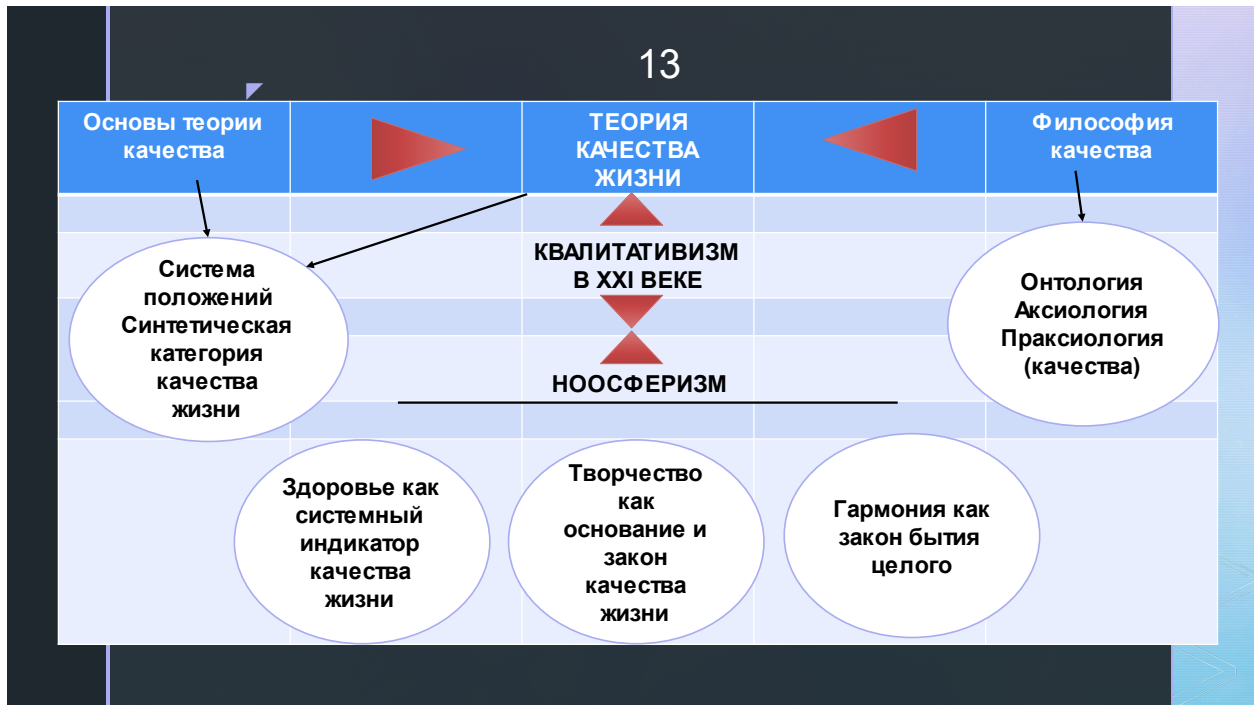 13
Основы теории
качества
ТЕОРИЯ
КАЧЕСТВА
ЖИЗНИ
Философия
качества
Система
положений
Синтетическая
категория
качества
жизни
КВАЛИТАТИВИЗМ
В XXI ВЕКЕ
НООСФЕРИЗМ
Онтология
Аксиология
Праксиология
(качества)
Здоровье как
системный
индикатор
качества
жизни
Творчество
как
основание и
закон
качества
жизни
Гармония как
закон бытия
целого